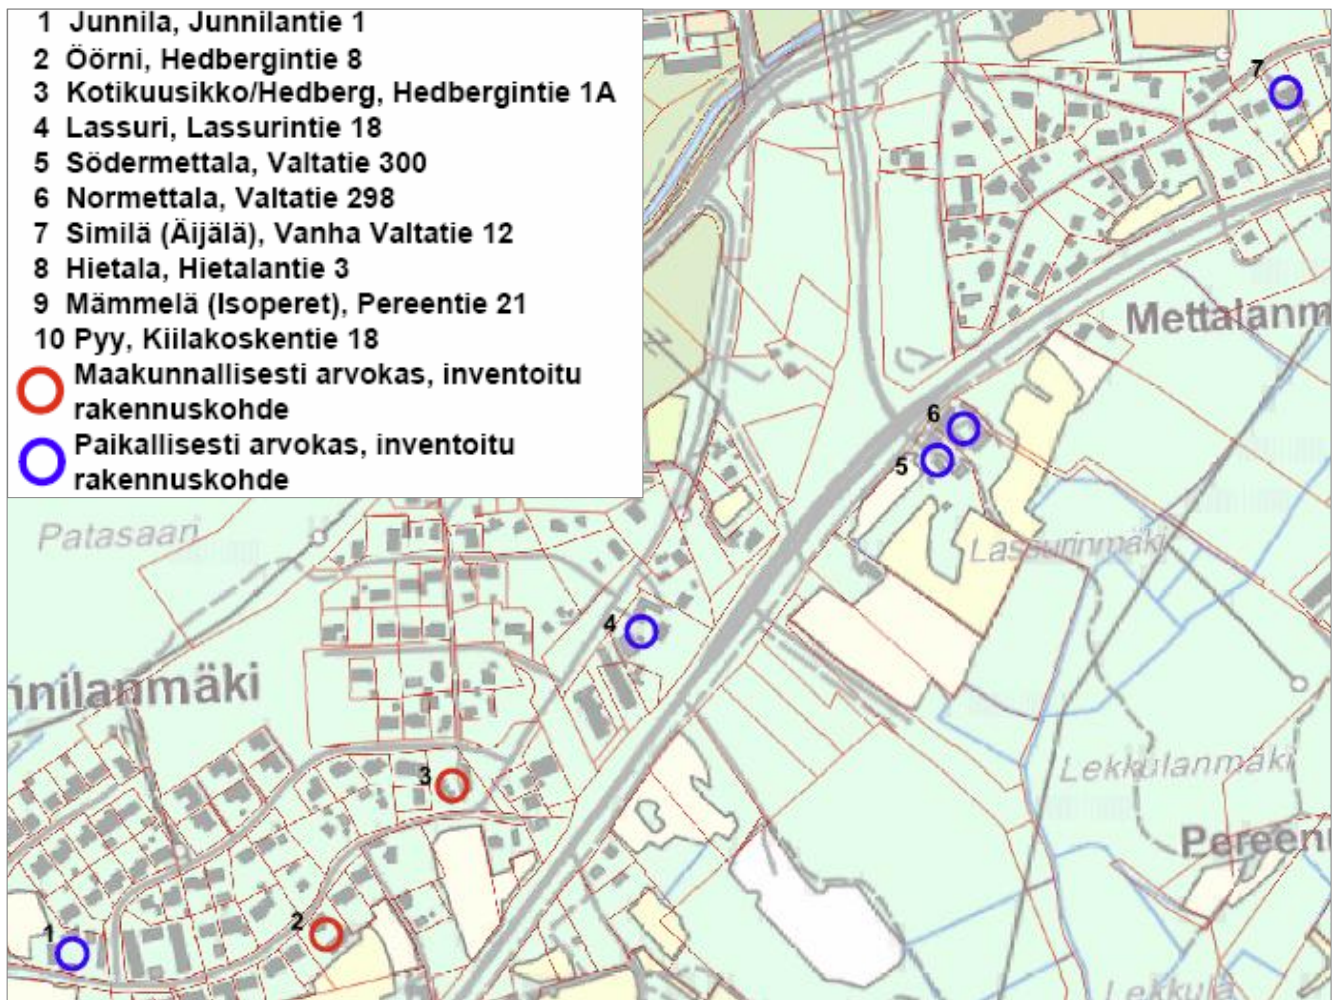 1 Junnila, Junnilantie 1
2 Öörni, Hedbergintie 8
3 Kotikuusikko/Hedberg, Hedbergintie 1A
4 Lassuri, Lassurintie 18
5 Södermettala, Valtatie 300
6 Normettala, Valtatie 298
7 Similä (Äijälä), Vanha Valtatie 12
8 Hietala, Hietalantie 3
9 Mämmelä (Isoperet), Pereentie 21
10 Pyy, Kiilakoskentie 18
Maakunnallisesti arvokas, inventoitu
rakennuskohde
Paikallisesti arvokas, inventoitu
rakennuskohde
7
Mettalanm
6
5
Patasaari
Lassurinmäki
4
nnilanmäki
3
Lekkulanmäki
Pereen
2
1
Lekkula